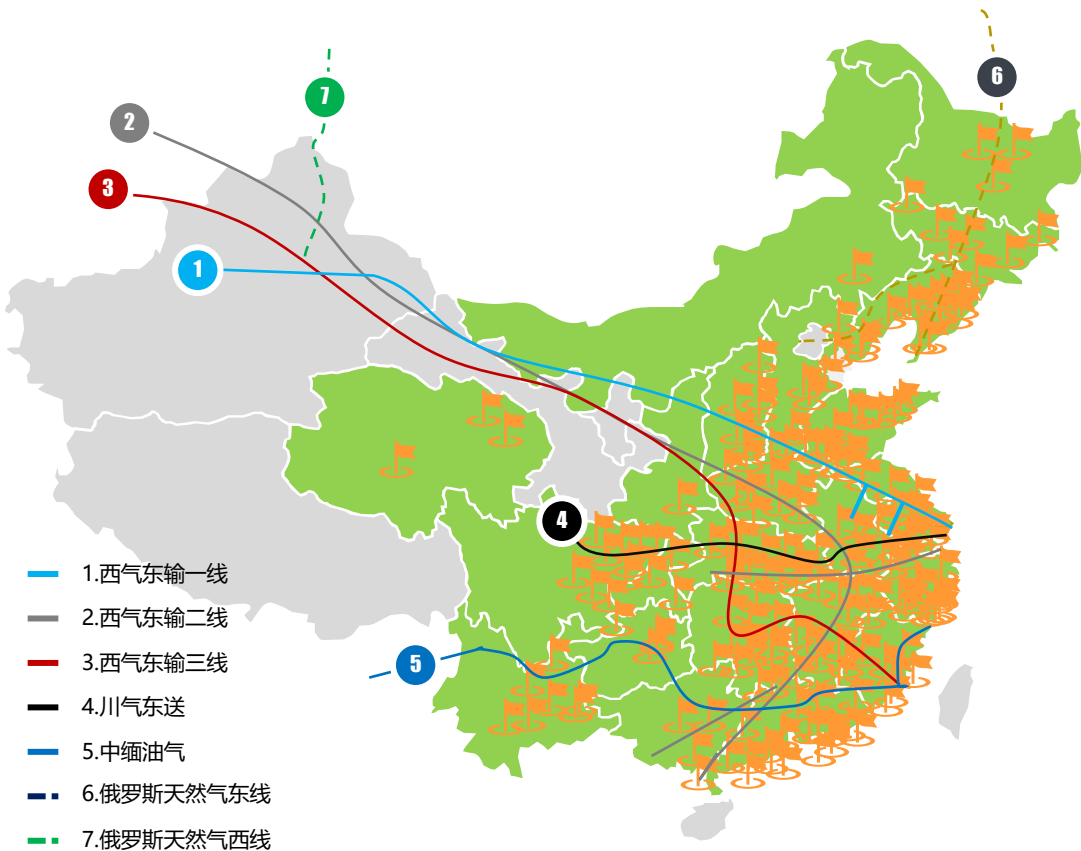 7
6
2
3
1
4
5
1.西气东输一线
2.西气东输二线
3.西气东输三线
4.川气东送
5.中缅油气
6.俄罗斯天然气东线
7.俄罗斯天然气西线